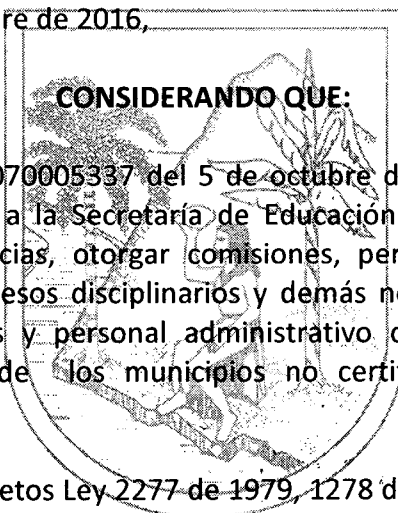 re de 2016,
CONSIDERANDO QUE:
070005337 del 5 de octubre d
a la Secretaría de Educación
cias, otorgar comisiones, per
esos disciplinarios y demás n
s y personal administrativo
de los municipios no certi
etos Ley 2277 de 1979, 1278 d